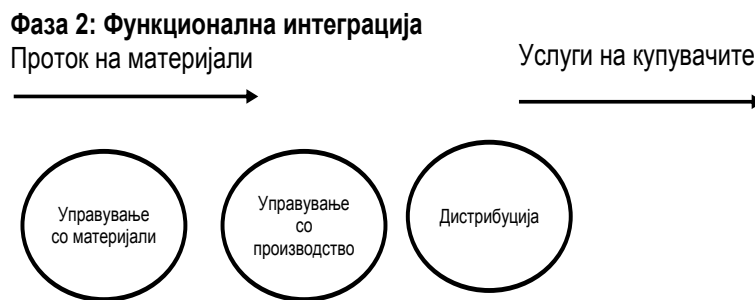 Фаза 2: Функционална интеграција
Проток на материјали
Услуги на купувачите
Управување
со материјали
Управување
со
производство
Дистрибуција